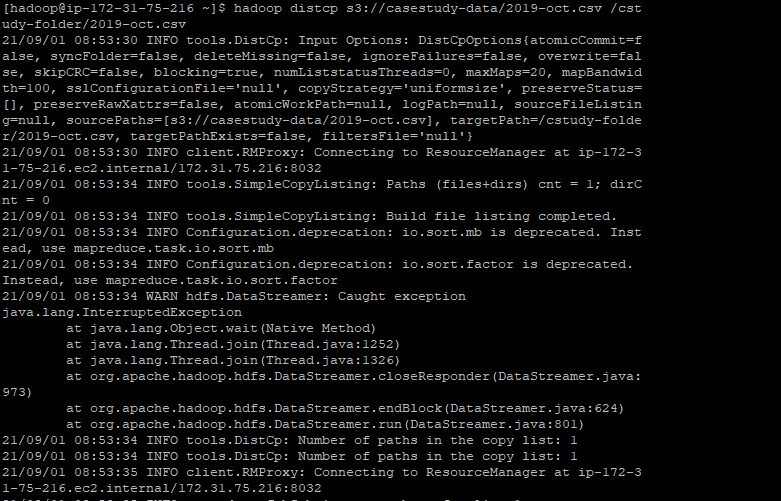 [hadoop@ip-172-31-75-216 ~]$ hadoop distcp s3://casestudy-data/2019-oct.csv /cst
udy-folder/2019-oct.csv
21/09/01 08:53:30 INFO tools.DistCp: Input Options: DistCpOptions{atomicCommit=f
alse, syncFolder=false, deleteMissing=false, ignoreFailures=false, overwrite=fal
se, skipCRC=false, blocking=true, numListstatusThreads=0, maxMaps=20, mapBandwid
th=100, sslConfigurationFile='null', copyStrategy='uniformsize', preserveStatus=
[], preserveRawXattrs=false, atomicWorkPath=null, logPath=null, sourceFileListin
g=null, sourcePaths=[s3://casestudy-data/2019-oct.csv], targetPath=/cstudy-folde
r/2019-oct.csv, targetPathExists=false, filtersFile='null'}
21/09/01 08:53:30 INFO client.RMProxy: Connecting to ResourceManager at ip-172-3
1-75-216.ec2.internal/172.31.75.216:8032
21/09/01 08:53:34 INFO tools.SimpleCopyListing: Paths (files+dirs) cnt = 1; dirC
nt = 0
21/09/01 08:53:34 INFO tools.SimpleCopyListing: Build file listing completed.
21/09/01 08:53:34 INFO Configuration.deprecation: io.sort.mb is deprecated. Inst
ead, use mapreduce.task.io.sort.mb
21/09/01 08:53:34 INFO Configuration.deprecation: io.sort.factor is deprecated.
Instead, use mapreduce.task.io.sort.factor
21/09/01 08:53:34 WARN hdfs.DataStreamer: Caught exception
java.lang.InterruptedException
at java.lang.Object.wait(Native Method)
at java.lang.Thread.join(Thread.java:1252)
at java.lang.Thread.join(Thread.java:1326)
at org.apache.hadoop.hdfs.DataStreamer.closeResponder(DataStreamer.java:
973)
at org.apache.hadoop.hdfs.DataStreamer.endBlock(DataStreamer.java:624)
at org.apache.hadoop.hdfs.DataStreamer.run(DataStreamer.java:801)
21/09/01 08:53:34 INFO tools.DistCp: Number of paths in the copy list: 1
21/09/01 08:53:34 INFO tools.DistCp: Number of paths in the copy list: 1
21/09/01 08:53:35 INFO client.RMProxy: Connecting to ResourceManager at ip-172-3
1-75-216.ec2.internal/172.31.75.216:8032